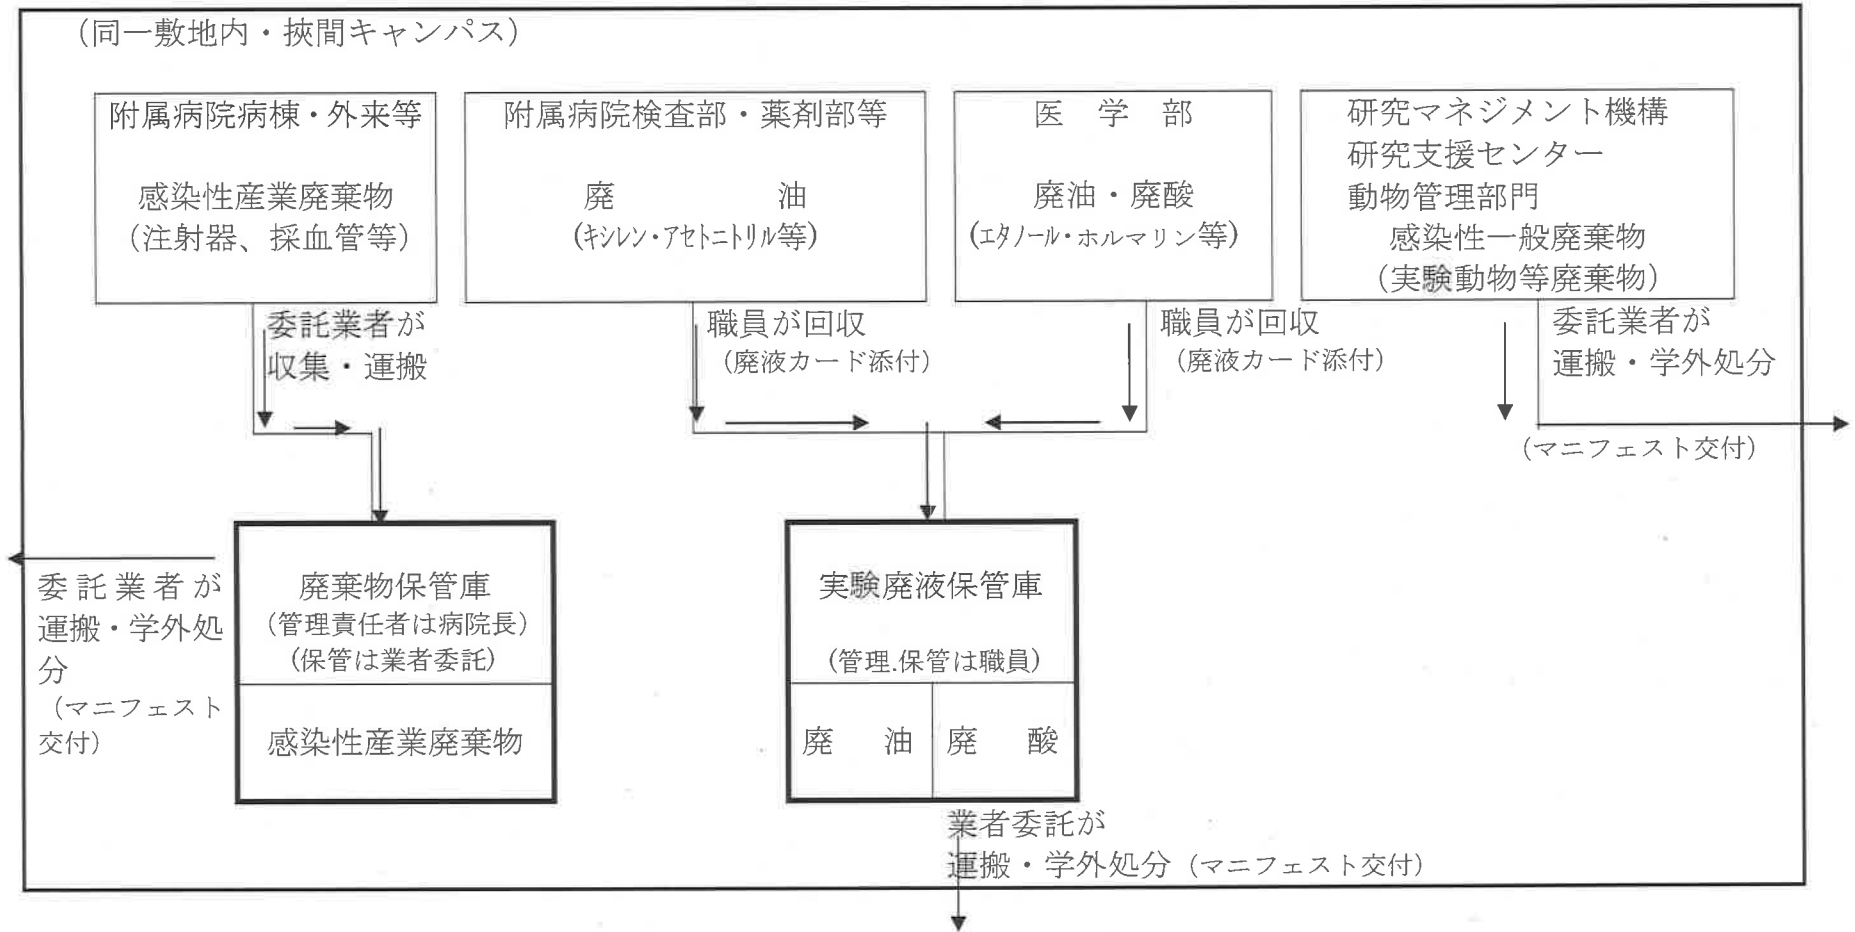 （同一敷地内・挾間キャンパス）
附属病院病棟・外来等
感染性産業廃棄物
（注射器、採血管等）
委託業者が
収集・運搬
附属病院検査部・薬剤部等
廃　　　油
（ｷｼﾚﾝ・ｱｾﾄﾆﾄﾘﾙ等）
職員が回収
（廃液カード添付）
医　学　部
廃油・廃酸
（ｴﾀﾉｰﾙ・ホルマリン等）
職員が回収
（廃液カード添付）
研究マネジメント機構
研究支援センター
動物管理部門
感染性一般廃棄物
（実験動物等廃棄物）
委託業者が
運搬・学外処分
（マニフェスト交付）
委託業者が
運搬・学外処
分
（マニフェスト
交付）
廃棄物保管庫
（管理責任者は病院長）
（保管は業者委託）
感染性産業廃棄物
実験廃液保管庫
（管理.保管は職員）
廃　油
廃　酸
業者委託が
運搬・学外処分（マニフェスト交付）